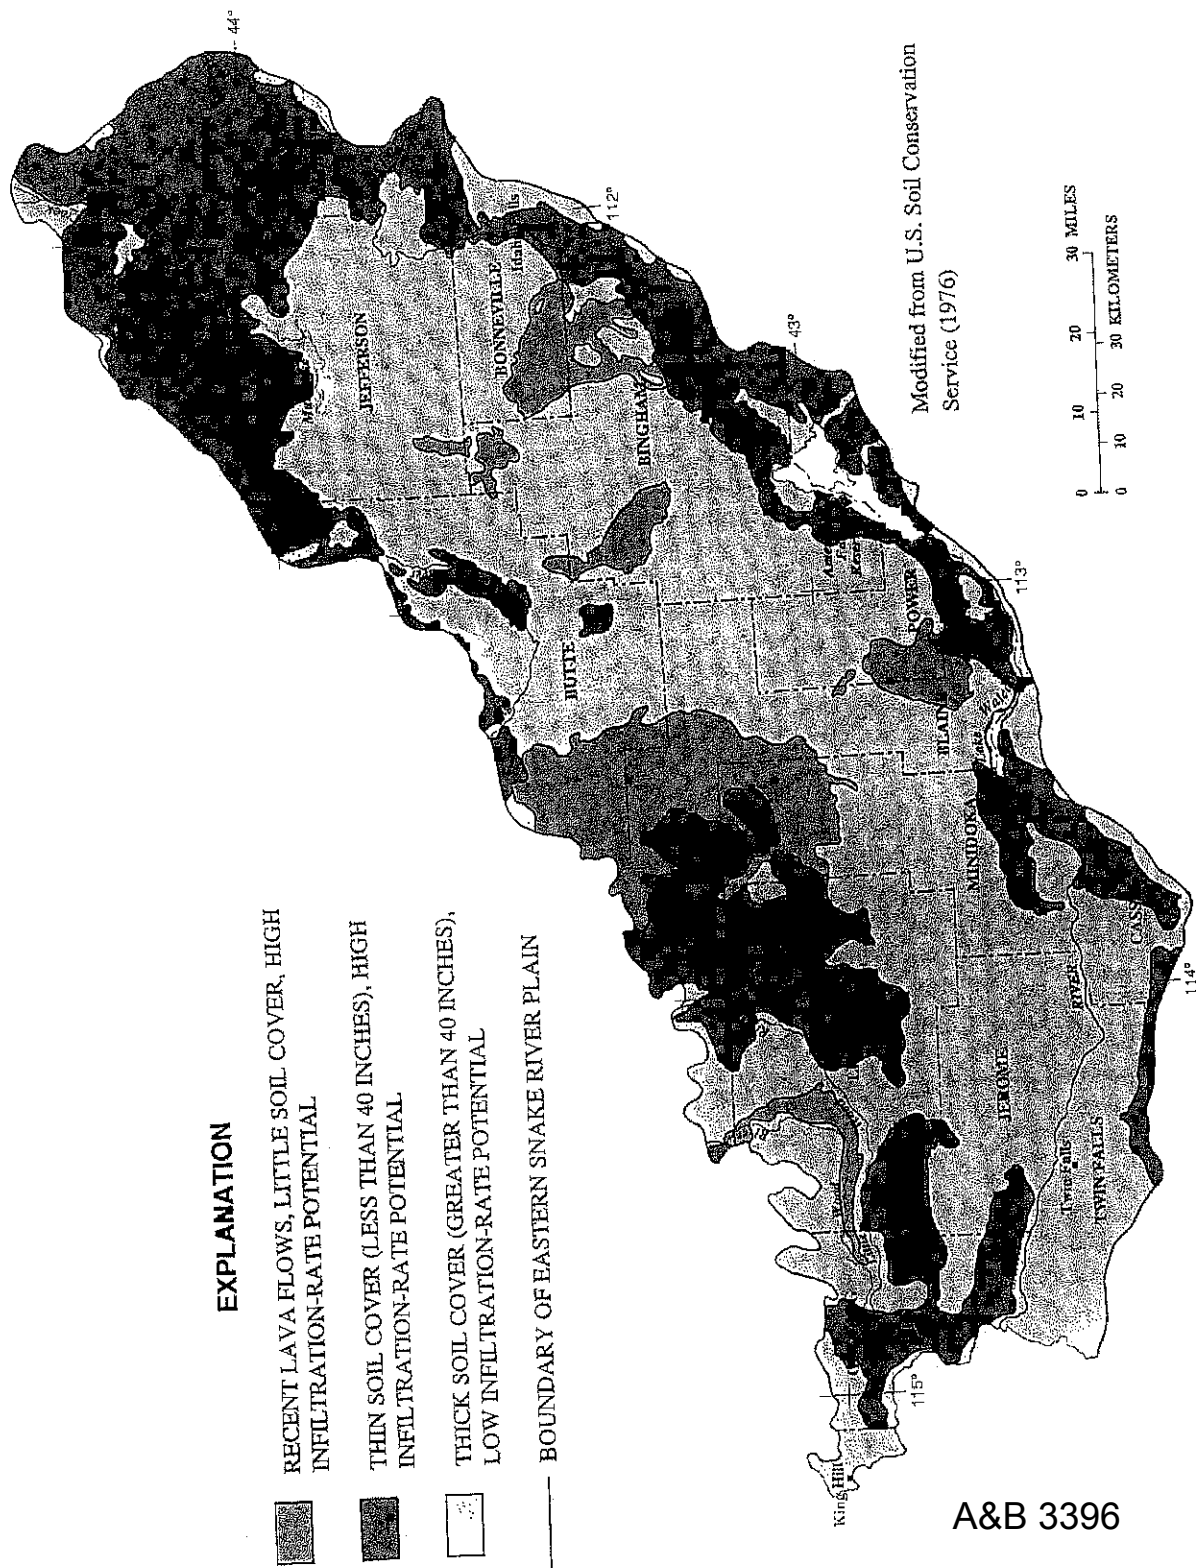 EXPLANATION
RECENT LAVA FLOWS, LITTLE SOIL COVER, HIGH
INFILTRATION-RATE POTENTIAL
THIN SOIL COVER (LESS THAN 40 INCHES), HIGH
INFILTRATION-RATE POTENTIAL
THICK SOIL COVER (GREATER THAN 40 INCHES),
LOW INFILTRATION-RATE POTENTIAL
BOUNDARY OF EASTERN SNAKE RIVER PLAIN
44°
JEFFERSON
BONNEVILLE
112°
BUTTE
BINGHAM
43°
POWER
113°
BLAINE
Lake
MINIDOKA
RIVER
114°
JEROME
Twin Falls
TWIN FALLS
115°
King Hill
Modified from U.S. Soil Conservation
Service (1976)
0 10 20 30 MILES
0 10 20 30 KILOMETERS
A&B 3396